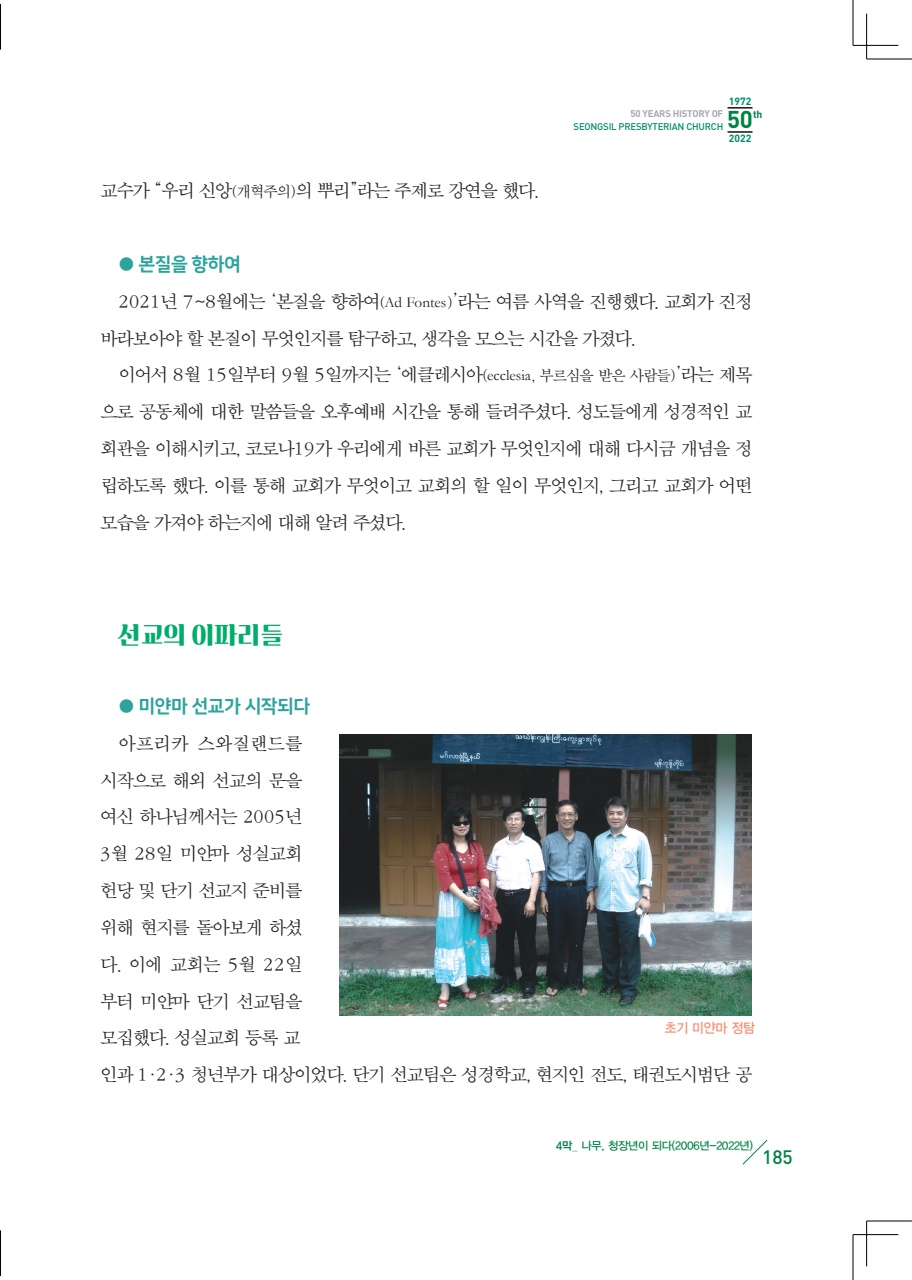 1972
50 YEARS HISTORY OF
SEONGSIL PRESBYTERIAN CHURCH
50th
2022
교수가 “우리 신앙(개혁주의)의 뿌리”라는 주제로 강연을 했다.
● 본질을 향하여
2021년 7~8월에는 ‘본질을 향하여(Ad Fontes)’라는 여름 사역을 진행했다. 교회가 진정
바라보아야 할 본질이 무엇인지를 탐구하고, 생각을 모으는 시간을 가졌다.
이어서 8월 15일부터 9월 5일까지는 ‘에클레시아(ecclesia, 부르심을 받은 사람들)’라는 제목
으로 공동체에 대한 말씀들을 오후예배 시간을 통해 들려주셨다. 성도들에게 성경적인 교
회관을 이해시키고, 코로나19가 우리에게 바른 교회가 무엇인지에 대해 다시금 개념을 정
립하도록 했다. 이를 통해 교회가 무엇이고 교회의 할 일이 무엇인지, 그리고 교회가 어떤
모습을 가져야 하는지에 대해 알려 주셨다.
선교의 이파리들
● 미얀마 선교가 시작되다
아프리카 스와질랜드를
시작으로 해외 선교의 문을
여신 하나님께서는 2005년
3월 28일 미얀마 성실교회
헌당 및 단기 선교지 준비를
위해 현지를 돌아보게 하셨
다. 이에 교회는 5월 22일
부터 미얀마 단기 선교팀을
모집했다. 성실교회 등록 교
초기 미얀마 정탐
인과 1·2·3 청년부가 대상이었다. 단기 선교팀은 성경학교, 현지인 전도, 태권도시범단 공
4막_ 나무, 청장년이 되다(2006년-2022년)
185